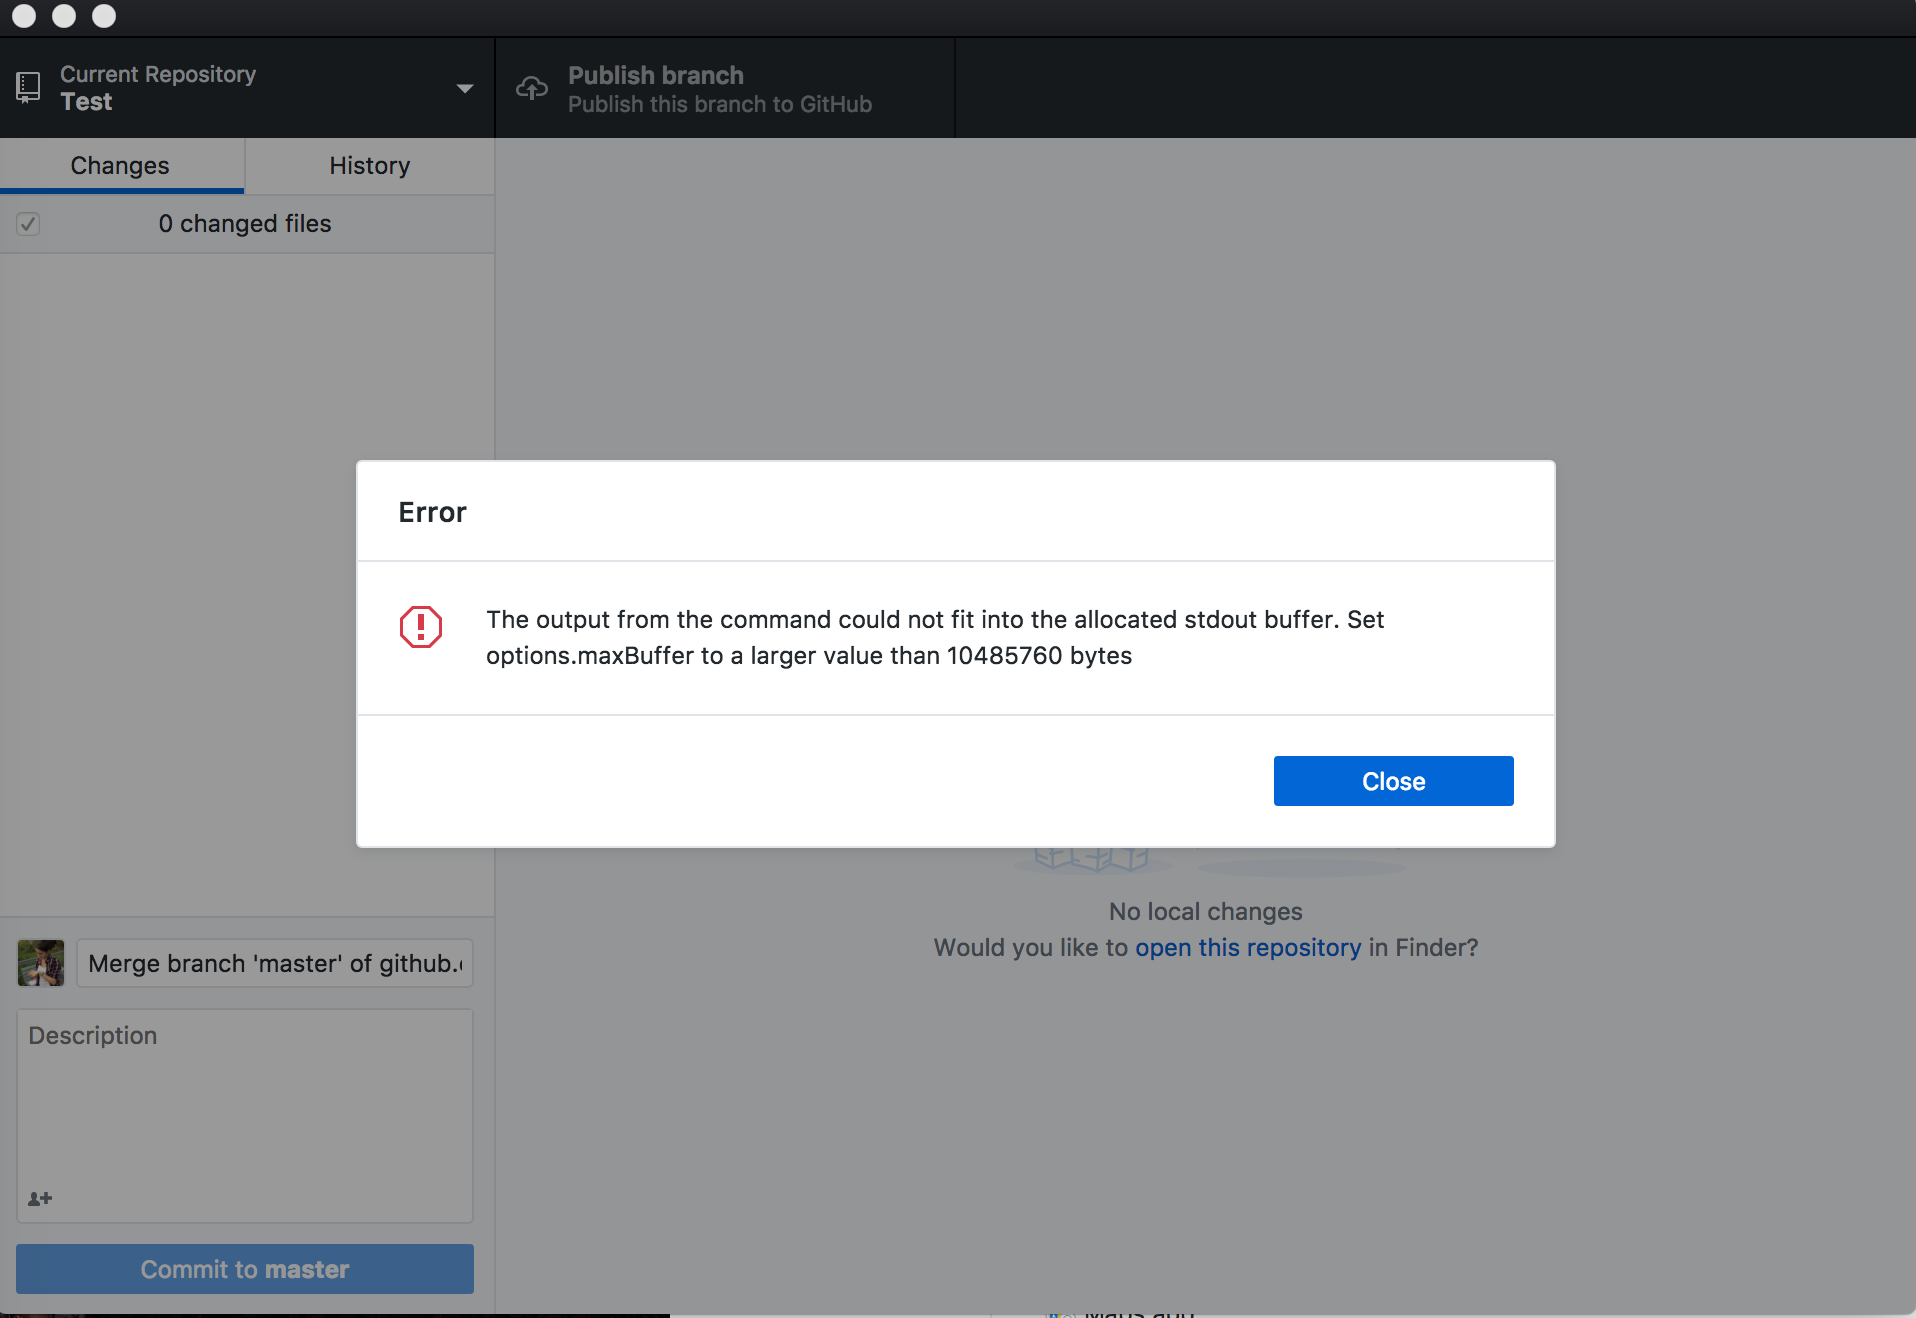 Current Repository
Test
Publish branch
Publish this branch to GitHub
Changes
History
0 changed files
Error
The output from the command could not fit into the allocated stdout buffer. Set
options.maxBuffer to a larger value than 10485760 bytes
Close
No local changes
Would you like to open this repository in Finder?
Merge branch 'master' of github.
Description
Commit to master